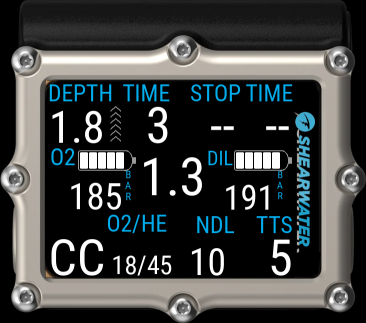 DEPTH TIME STOP TIME
1.8 3 -- --
O2 DIL
1.3
185 BAR 191 BAR
SHEARWATER
O2/HE NDL TTS
CC 18/45 10 5